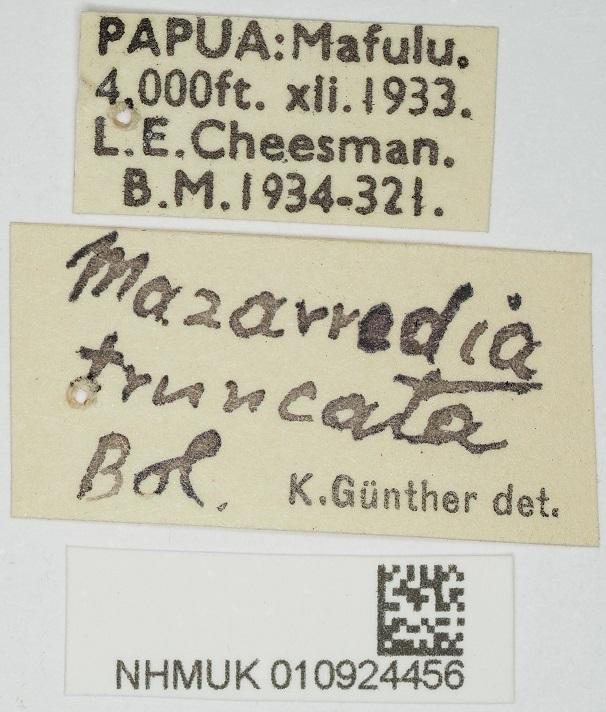 PAPUA: Mafulu.
4,000ft. xii.1933.
L.E.Cheesman.
B.M.1934-321.
Mazarredia
truncata
Bol. K.Günther det.
NHMUK 010924456